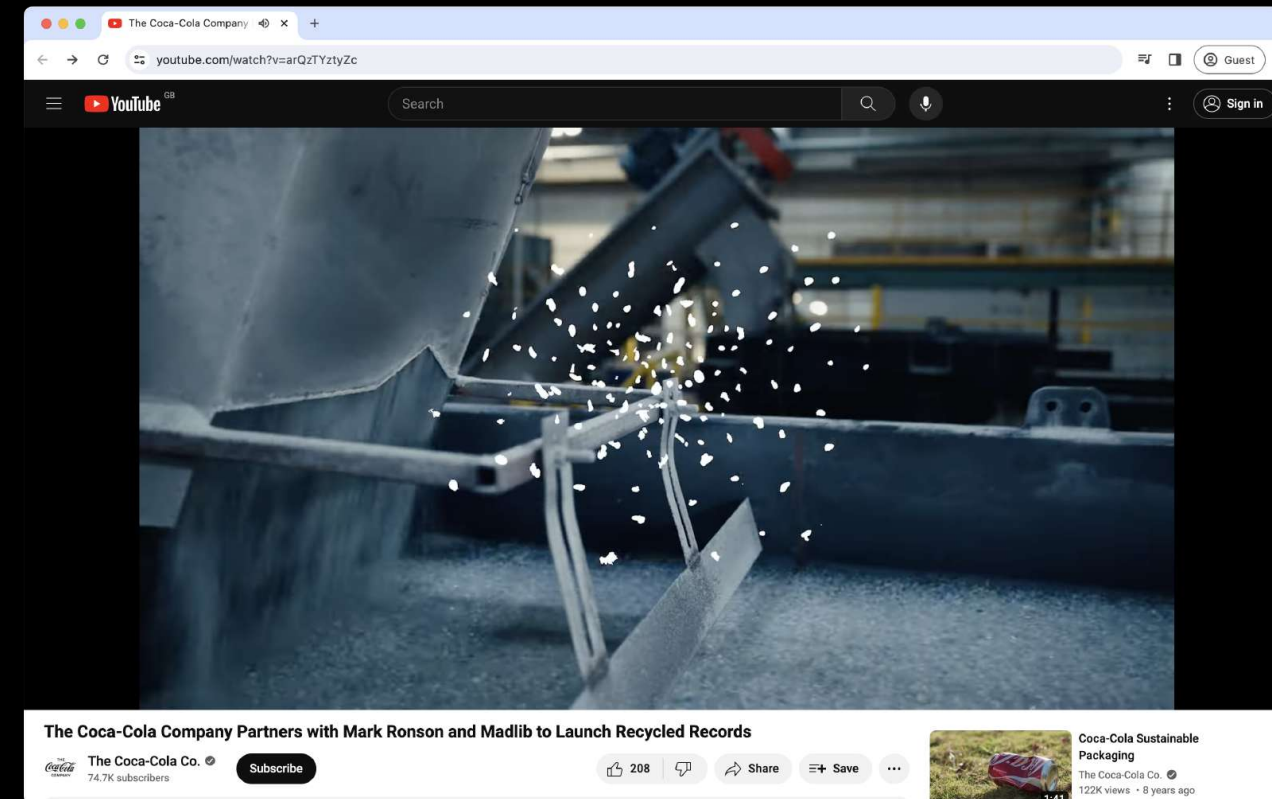 The Coca-Cola Company
youtube.com/watch?v=arQzTYztyZc
Guest
YouTube GB
Search
Sign in
The Coca-Cola Company Partners with Mark Ronson and Madlib to Launch Recycled Records
The Coca-Cola Co.
74.7K subscribers
Subscribe
208
Share
Save
Coca-Cola Sustainable
Packaging
The Coca-Cola Co.
122K views • 8 years ago
1:41